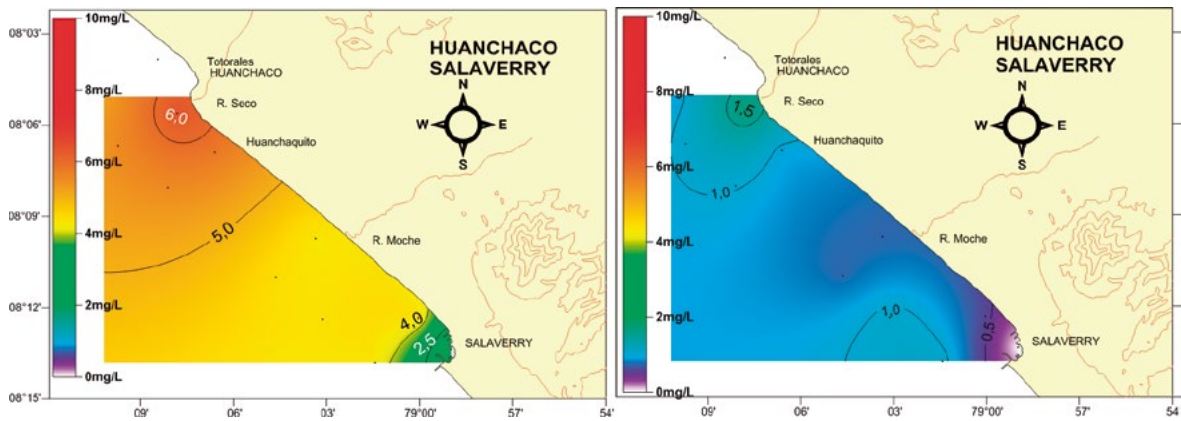 10mg/L
8mg/L
6mg/L
4mg/L
2mg/L
0mg/L
08°03'
08°06'
08°09'
08°12'
08°15'
HUANCHACO
SALAVERRY
N
W E
S
Totorales
HUANCHACO
R. Seco
Huanchaquito
R. Moche
SALAVERRY
6,0
5,0
4,0
2,5
09'
06'
03'
79°00'
57'
54'
10mg/L
8mg/L
6mg/L
4mg/L
2mg/L
0mg/L
HUANCHACO
SALAVERRY
N
W E
S
Totorales
HUANCHACO
R. Seco
Huanchaquito
R. Moche
SALAVERRY
1,5
1,0
1,0
0,5
09'
06'
03'
79°00'
57'
54'